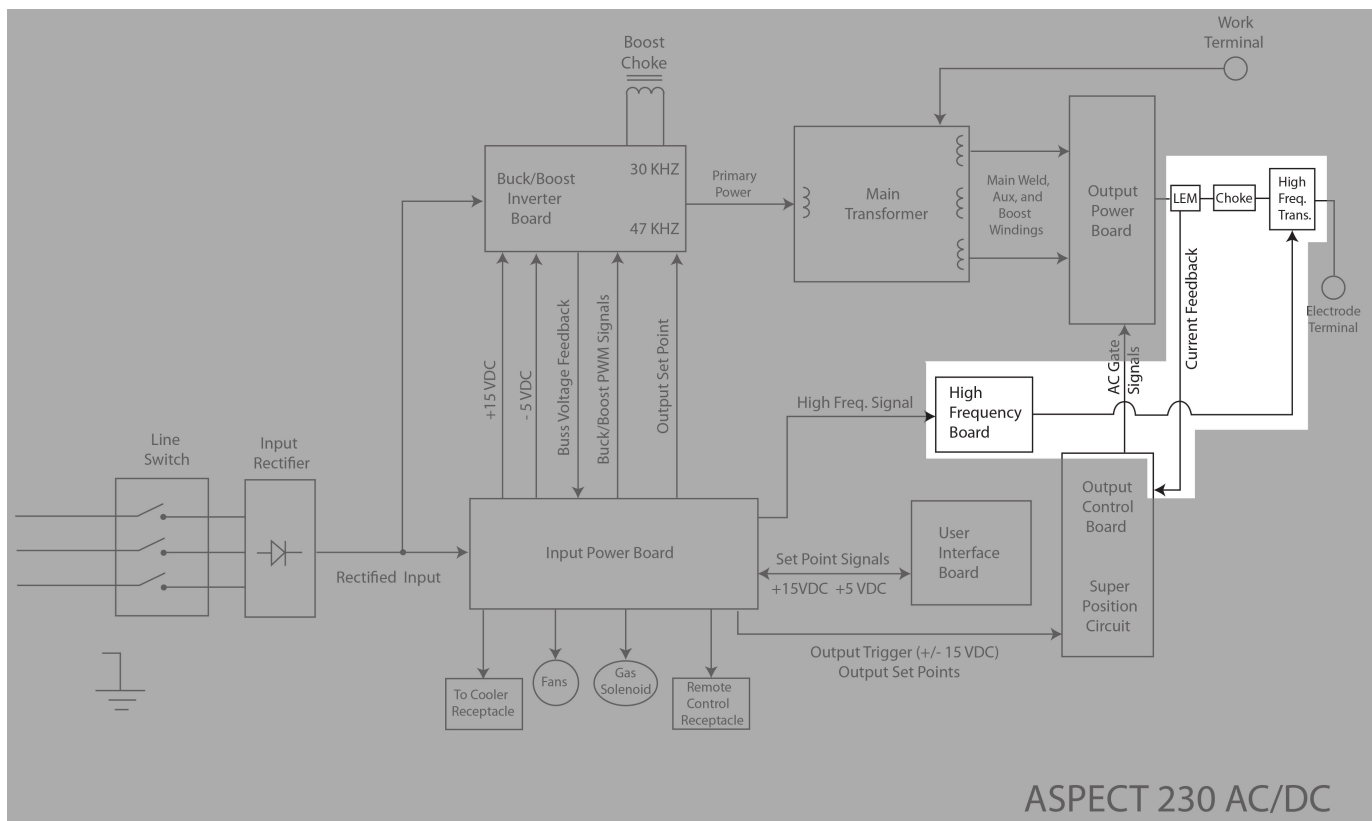 Work
Terminal
Boost
Choke
Buck/Boost
Inverter
Board
30 KHZ
47 KHZ
Primary
Power
Main
Transformer
Main Weld,
Aux, and
Boost
Windings
Output
Power
Board
LEM
Choke
High
Freq.
Trans.
Electrode
Terminal
+15 VDC
- 5 VDC
Buss Voltage Feedback
Buck/Boost PWM Signals
Output Set Point
AC Gate
Signals
Current Feedback
High Freq. Signal
High
Frequency
Board
Line
Switch
Input
Rectifier
Rectified Input
Input Power Board
Set Point Signals
+15VDC +5 VDC
User
Interface
Board
Output
Control
Board
Super
Position
Circuit
Output Trigger (+/- 15 VDC)
Output Set Points
To Cooler
Receptacle
Fans
Gas
Solenoid
Remote
Control
Receptacle
ASPECT 230 AC/DC